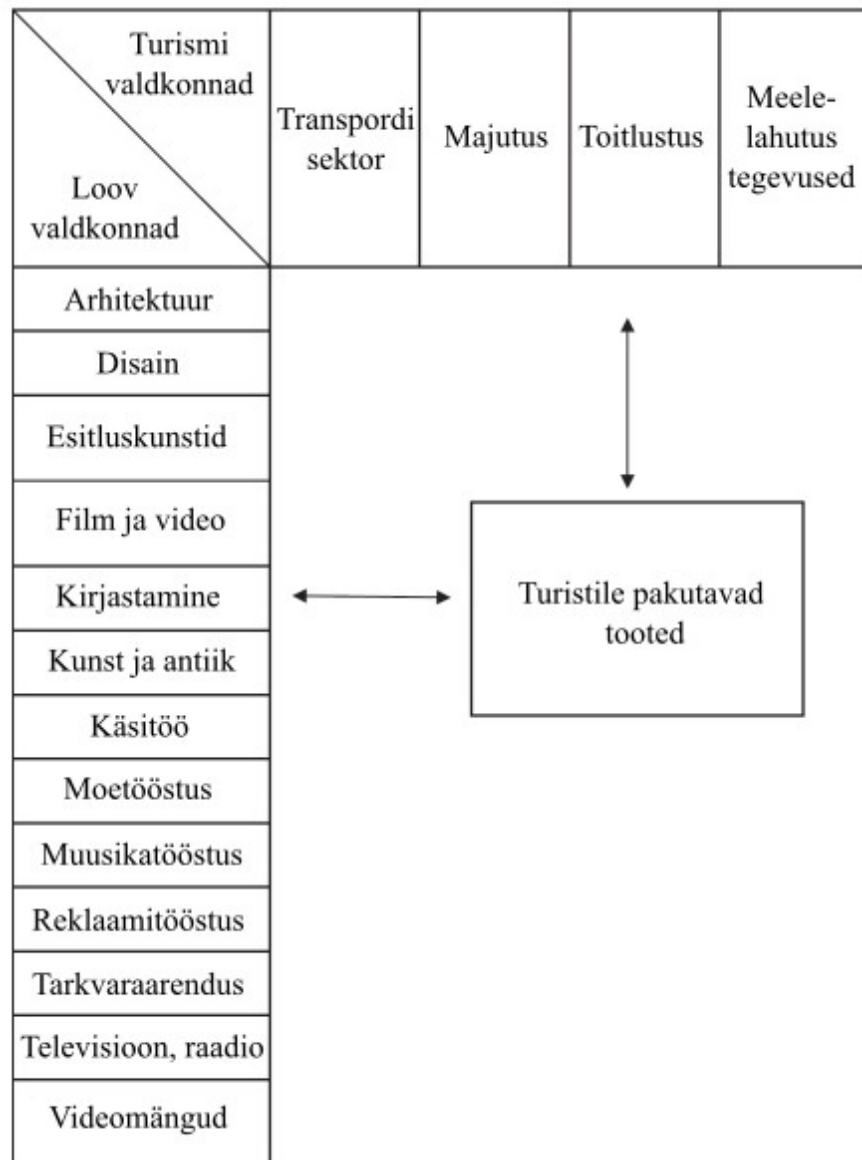 Turismi
valdkonnad
Loov
valdkonnad
Transpordi
sektor
Majutus
Toitlustus
Meele-
lahutus
tegevused
Arhitektuur
Disain
Esitluskunstid
Film ja video
Kirjastamine
Kunst ja antiik
Käsitöö
Moetööstus
Muusikatööstus
Reklaamitööstus
Tarkvaraarendus
Televisioon, raadio
Videomängud
Turistile pakutavad
tooted